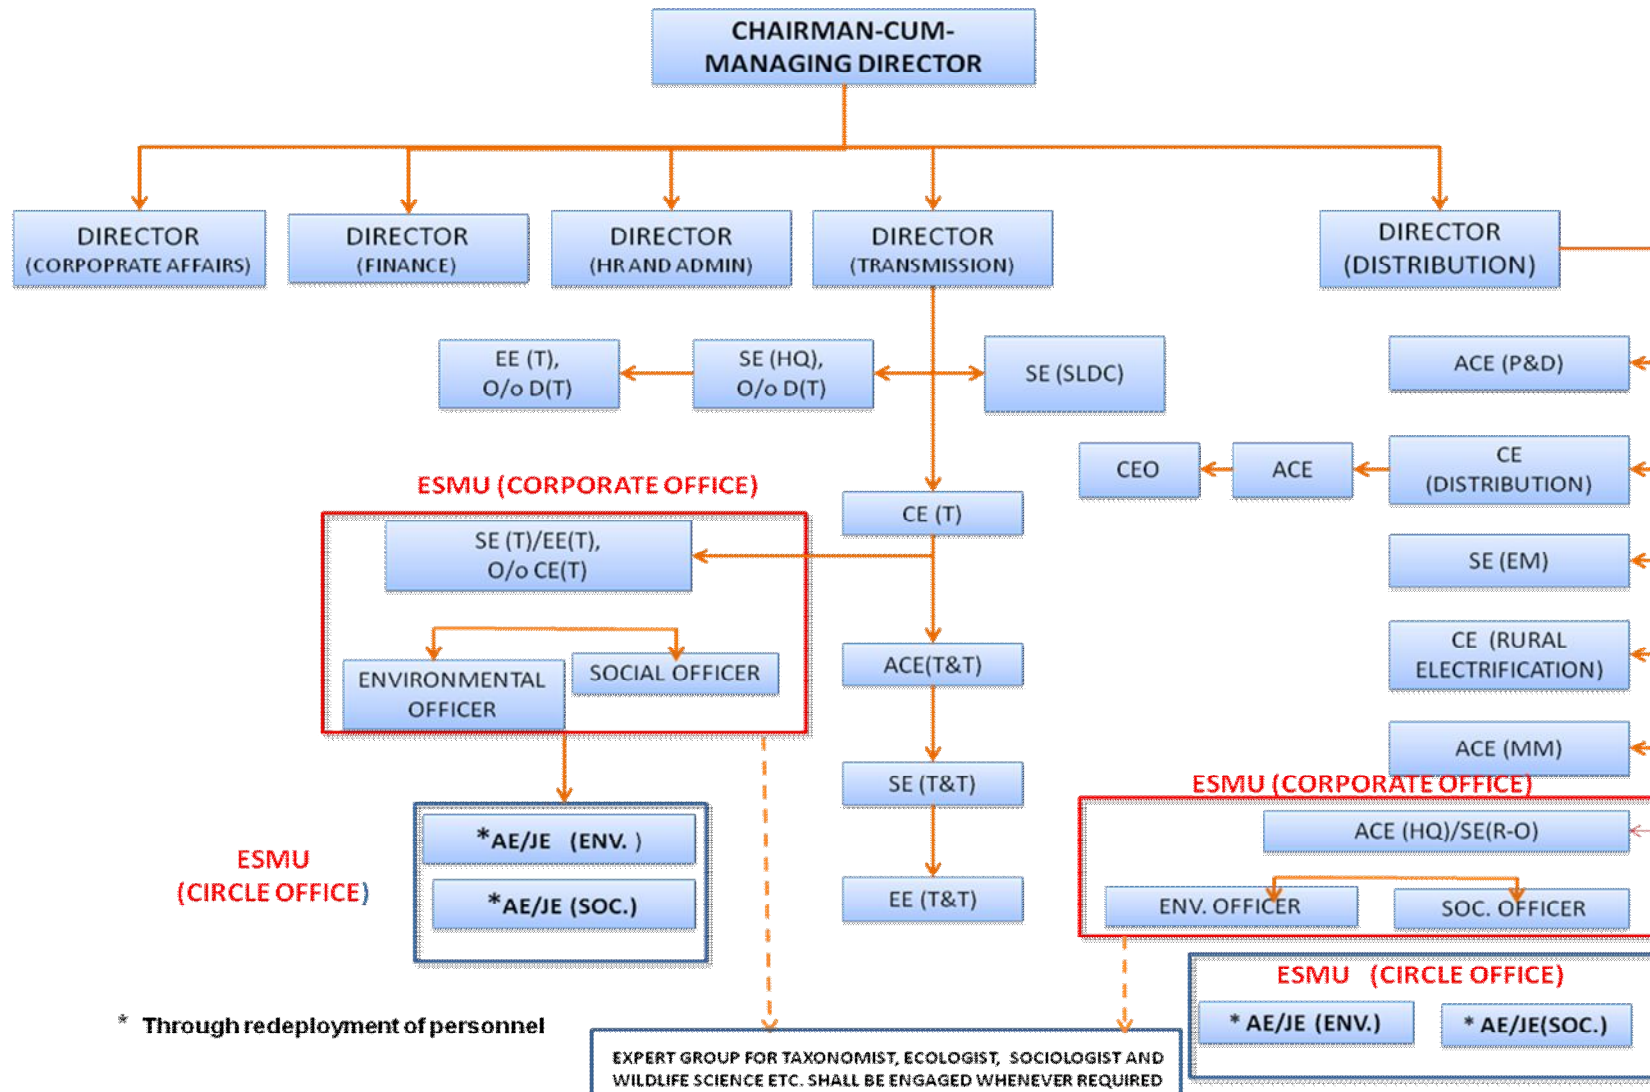 CHAIRMAN-CUM-
MANAGING DIRECTOR
DIRECTOR
(CORPOPRATE AFFAIRS)
DIRECTOR
(FINANCE)
DIRECTOR
(HR AND ADMIN)
DIRECTOR
(TRANSMISSION)
DIRECTOR
(DISTRIBUTION)
EE (T),
O/o D(T)
SE (HQ),
O/o D(T)
SE (SLDC)
ACE (P&D)
CEO
ACE
CE
(DISTRIBUTION)
ESMU (CORPORATE OFFICE)
CE (T)
SE (T)/EE(T),
O/o CE(T)
SE (EM)
ENVIRONMENTAL
OFFICER
SOCIAL OFFICER
ACE(T&T)
CE (RURAL
ELECTRIFICATION)
ACE (MM)
SE (T&T)
ESMU (CORPORATE OFFICE)
ACE (HQ)/SE(R-O)
ESMU
(CIRCLE OFFICE)
*AE/JE (ENV. )
*AE/JE (SOC.)
EE (T&T)
ENV. OFFICER
SOC. OFFICER
ESMU (CIRCLE OFFICE)
* AE/JE (ENV.)
* AE/JE(SOC.)
* Through redeployment of personnel
EXPERT GROUP FOR TAXONOMIST, ECOLOGIST, SOCIOLOGIST AND
WILDLIFE SCIENCE ETC. SHALL BE ENGAGED WHENEVER REQUIRED